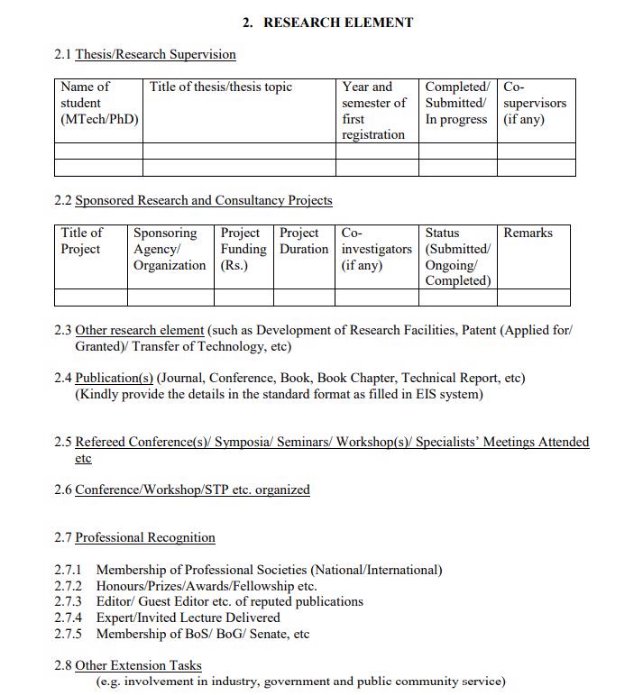 2. RESEARCH ELEMENT
2.1 Thesis/Research Supervision
Name of student (MTech/PhD) Title of thesis/thesis topic Year and semester of first registration Completed/ Submitted/ In progress Co-supervisors (if any)
2.2 Sponsored Research and Consultancy Projects
Title of Project Sponsoring Agency/ Organization Project Funding (Rs.) Project Duration Co-investigators (if any) Status (Submitted/ Ongoing/ Completed) Remarks
2.3 Other research element (such as Development of Research Facilities, Patent (Applied for/
Granted)/ Transfer of Technology, etc)
2.4 Publication(s) (Journal, Conference, Book, Book Chapter, Technical Report, etc)
(Kindly provide the details in the standard format as filled in EIS system)
2.5 Refereed Conference(s)/ Symposia/ Seminars/ Workshop(s)/ Specialists' Meetings Attended
etc
2.6 Conference/Workshop/STP etc. organized
2.7 Professional Recognition
2.7.1 Membership of Professional Societies (National/International)
2.7.2 Honours/Prizes/Awards/Fellowship etc.
2.7.3 Editor/ Guest Editor etc. of reputed publications
2.7.4 Expert/Invited Lecture Delivered
2.7.5 Membership of BoS/ BoG/ Senate, etc
2.8 Other Extension Tasks
(e.g. involvement in industry, government and public community service)